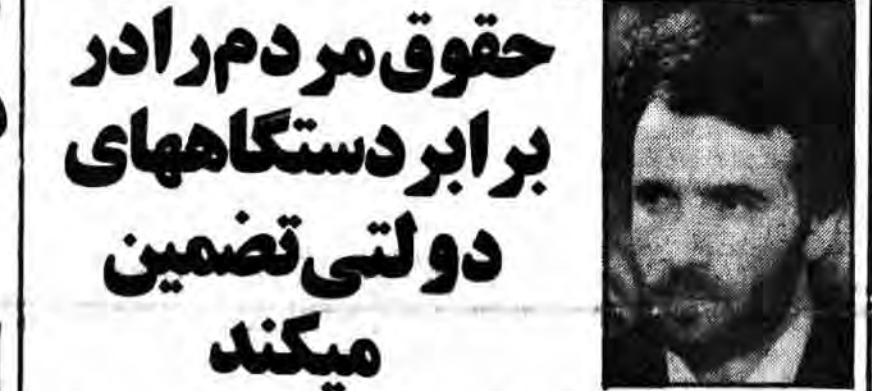 حقوق مردم را در
برابر دستگاههای
دولتی تضمین
میکند